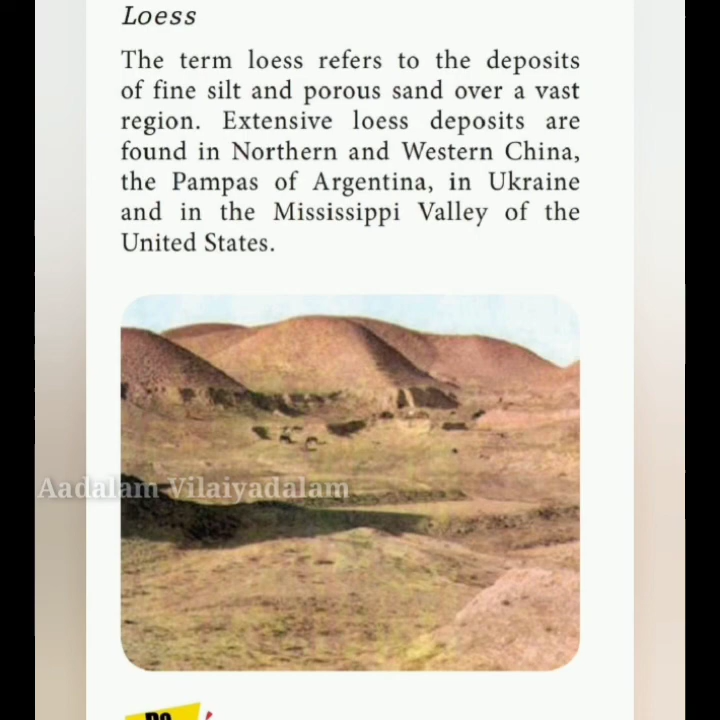 Loess
The term loess refers to the deposits
of fine silt and porous sand over a vast
region. Extensive loess deposits are
found in Northern and Western China,
the Pampas of Argentina, in Ukraine
and in the Mississippi Valley of the
United States.
Aadalam Vilaiyadalam